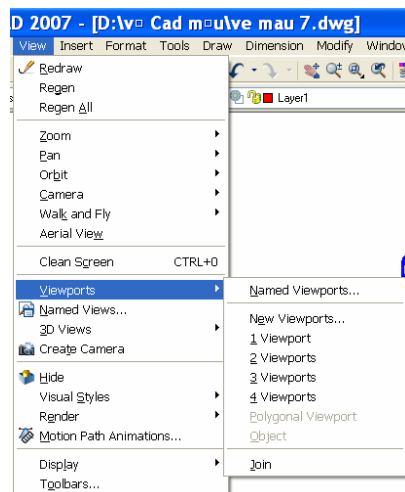 D 2007 - [D:\v▫ Cad m▫u\ve mau 7.dwg]
View Insert Format Tools Draw Dimension Modify Window
Redraw
Regen
Regen All
Layer1
Zoom
Pan
Orbit
Camera
Walk and Fly
Aerial View
Clean Screen CTRL+0
Viewports
Named Views...
3D Views
Create Camera
Hide
Visual Styles
Render
Motion Path Animations...
Display
Toolbars...
Named Viewports...
New Viewports...
1 Viewport
2 Viewports
3 Viewports
4 Viewports
Polygonal Viewport
Object
Join